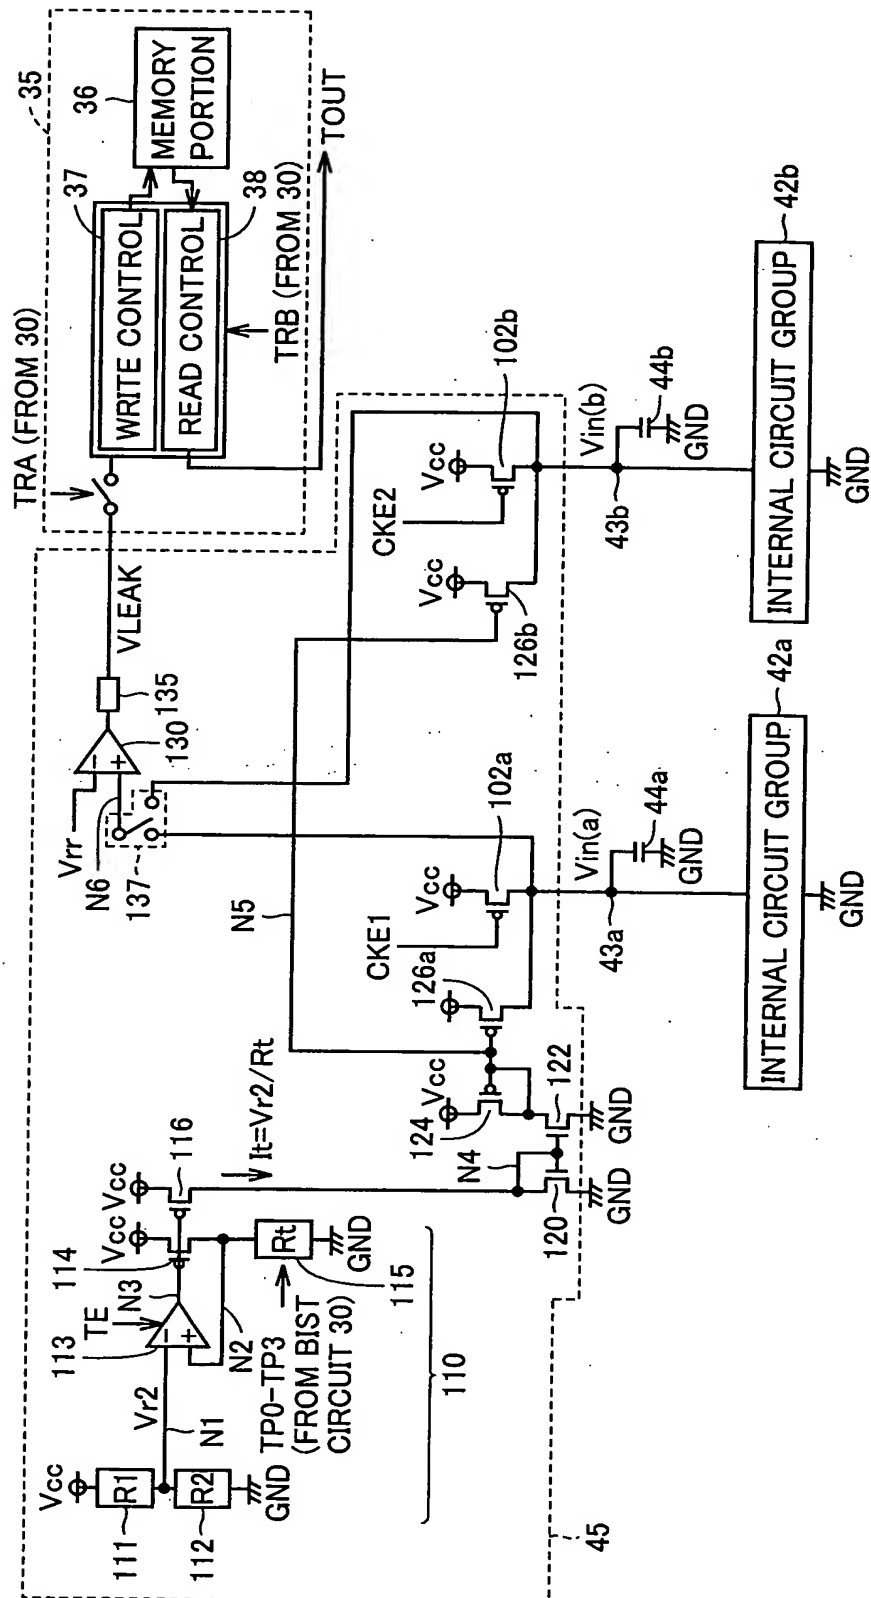 35
36
MEMORY
PORTION
37
WRITE CONTROL
READ CONTROL
38
TRA (FROM 30)
TRB (FROM 30)
TOUT
VLEAK
135
130
−
+
Vrr
N6
137
N5
Vcc
CKE2
102b
Vcc
126b
Vin(b)
43b
44b
GND
INTERNAL CIRCUIT GROUP
42b
GND
Vcc
CKE1
102a
126a
Vin(a)
43a
44a
GND
INTERNAL CIRCUIT GROUP
42a
GND
Vcc
124
122
GND
N4
120
GND
Vcc
116
It=Vr2/Rt
Vcc
114
N3
TE
113
−
+
N2
Rt
115
GND
TP0-TP3
(FROM BIST
CIRCUIT 30)
Vr2
N1
Vcc
R1
111
R2
112
GND
110
45